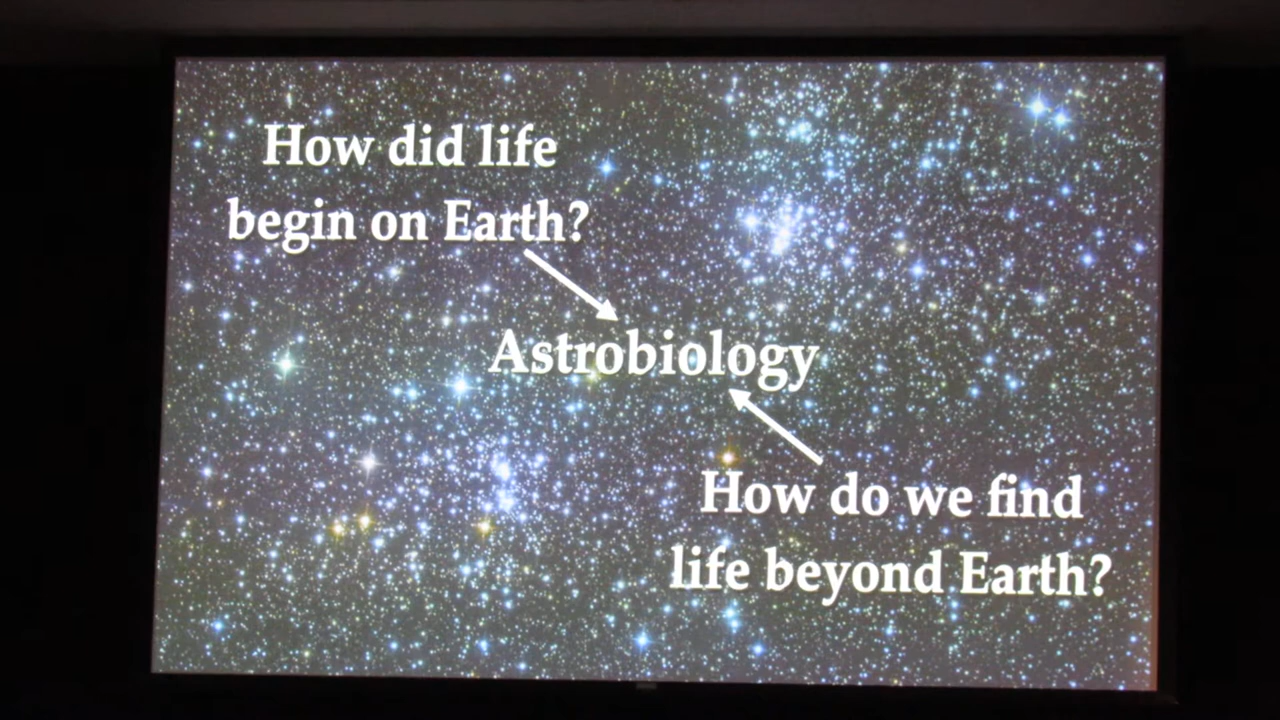 How did life
begin on Earth?
Astrobiology
How do we find
life beyond Earth?